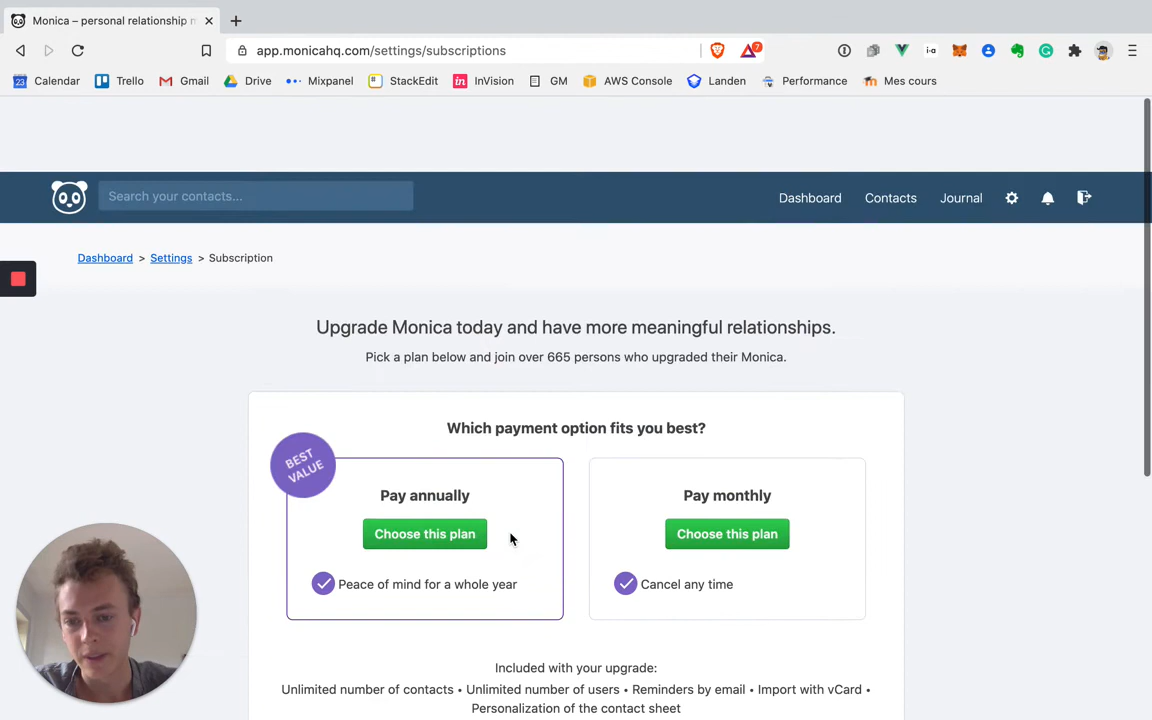 Monica – personal relationship m
app.monicahq.com/settings/subscriptions
7
23 Calendar Trello Gmail Drive Mixpanel StackEdit in InVision GM AWS Console Landen Performance Mes cours
i-a
Search your contacts...
Dashboard Contacts Journal
Dashboard > Settings > Subscription
Upgrade Monica today and have more meaningful relationships.
Pick a plan below and join over 665 persons who upgraded their Monica.
Which payment option fits you best?
BEST
VALUE
Pay annually Pay monthly
Choose this plan Choose this plan
Peace of mind for a whole year Cancel any time
Included with your upgrade:
Unlimited number of contacts • Unlimited number of users • Reminders by email • Import with vCard •
Personalization of the contact sheet